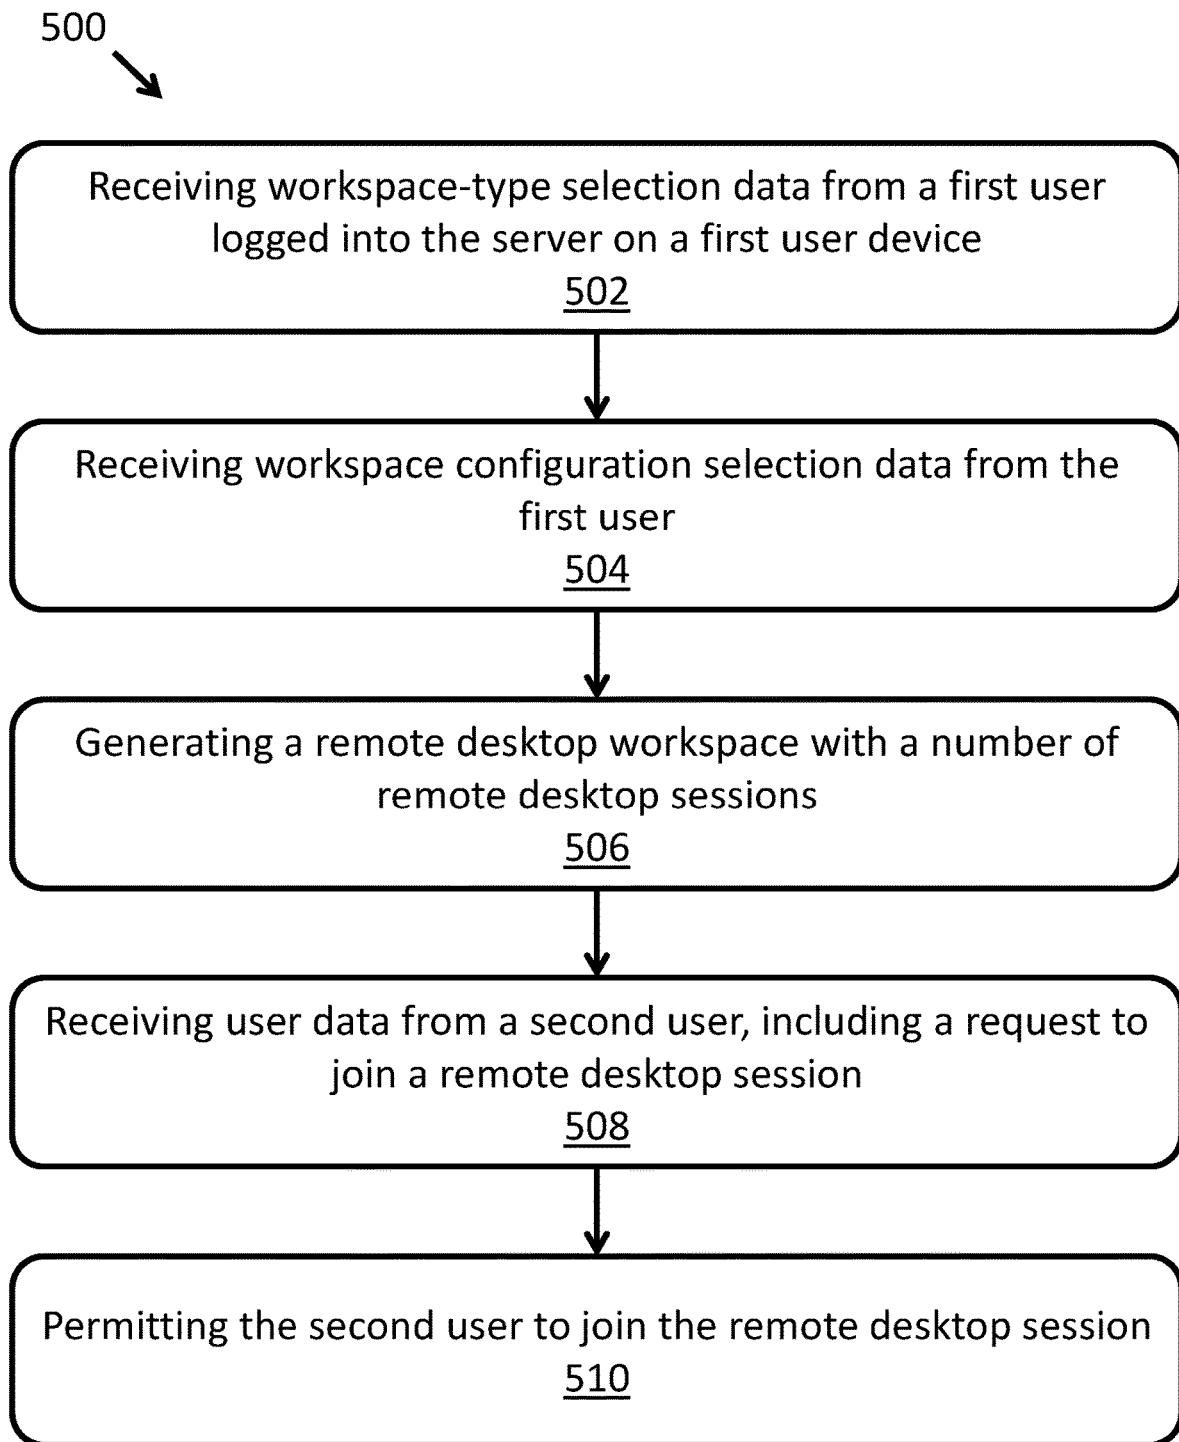 500
Receiving workspace-type selection data from a first user
logged into the server on a first user device
502
Receiving workspace configuration selection data from the
first user
504
Generating a remote desktop workspace with a number of
remote desktop sessions
506
Receiving user data from a second user, including a request to
join a remote desktop session
508
Permitting the second user to join the remote desktop session
510